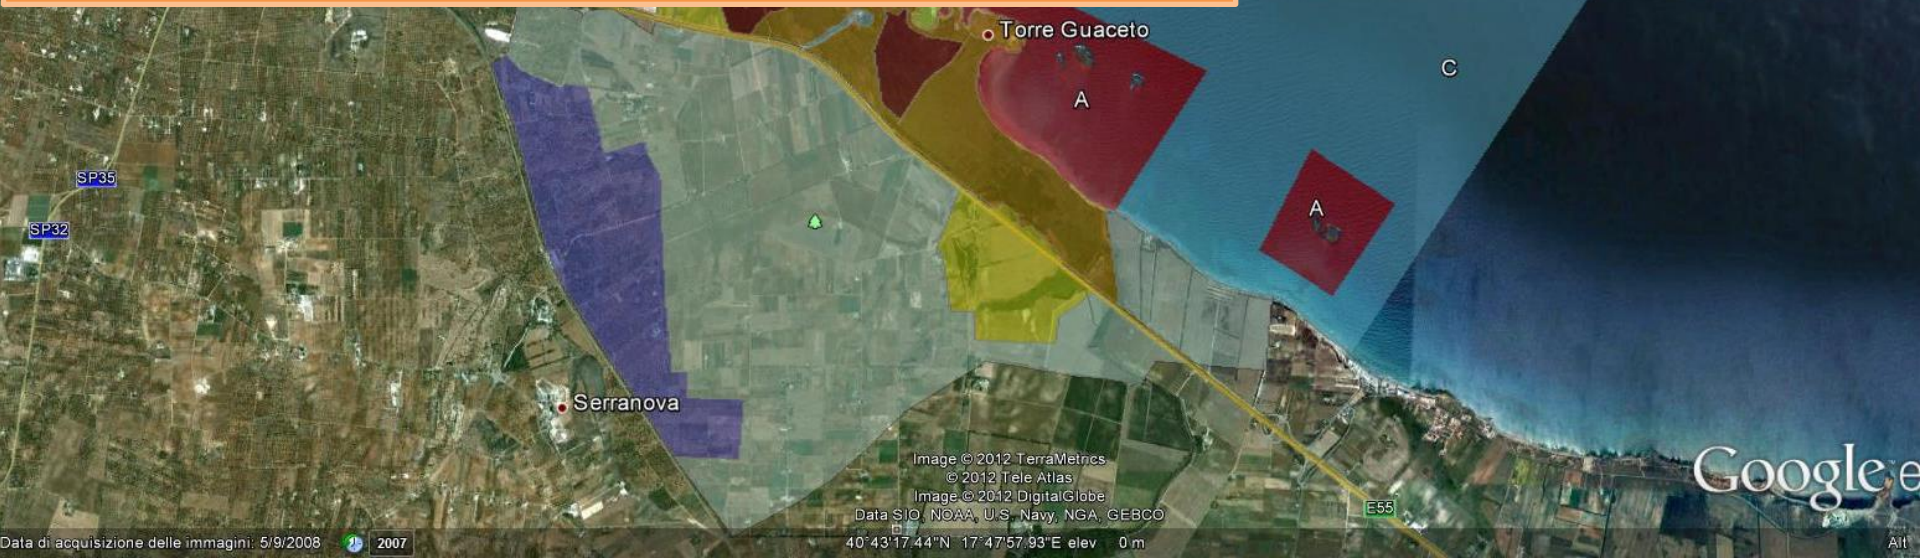 Torre Guaceto
C
A
SP35
A
SP32
Serranova
Image © 2012 TerraMetrics
© 2012 Tele Atlas
Image © 2012 DigitalGlobe
Data SIO, NOAA, U.S. Navy, NGA, GEBCO
Google e
E55
Data di acquisizione delle immagini: 5/9/2008 2007 40°43'17.44"N 17°47'57.93"E elev 0 m Alt